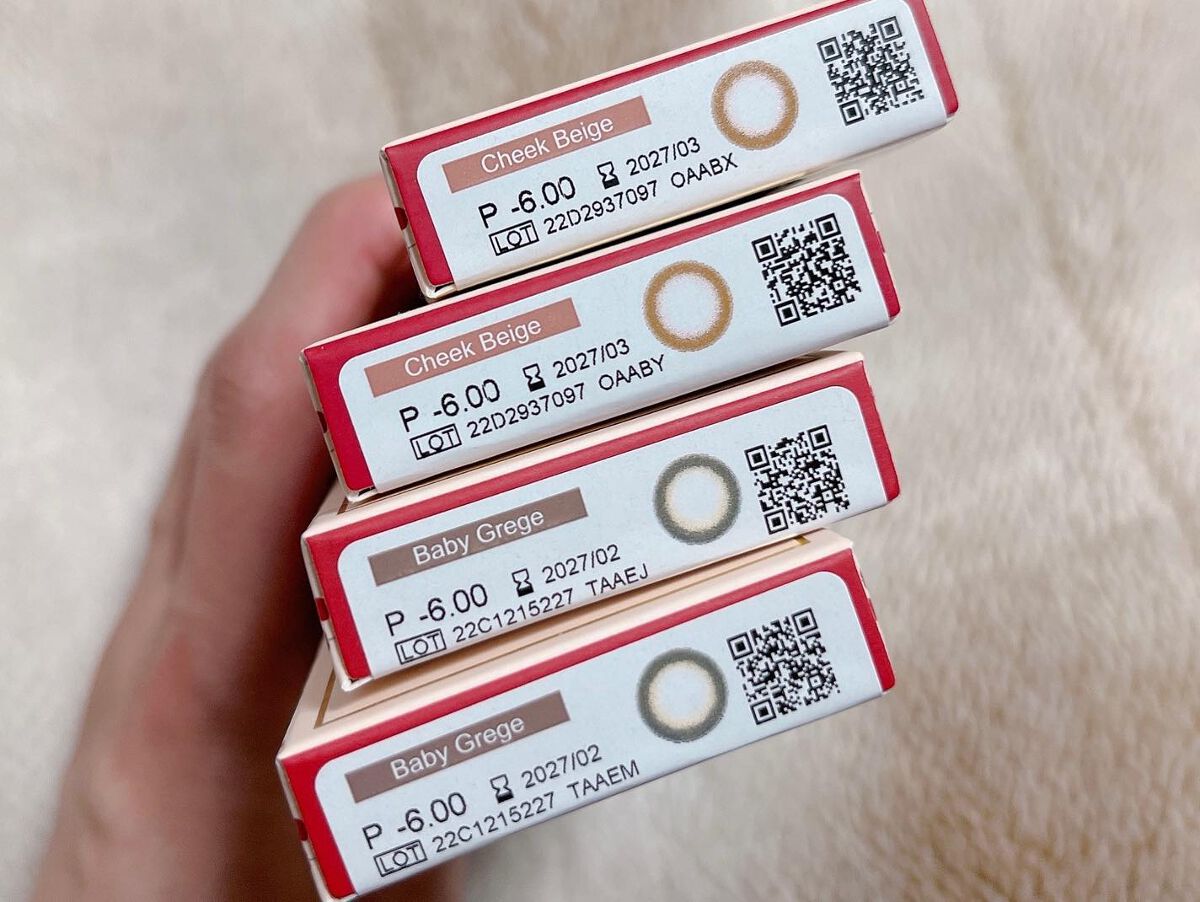 Cheek Beige
P -6.00 2027/03
LOT 22D2937097 OAABX
Cheek Beige
P -6.00 2027/03
LOT 22D2937097 OAABY
Baby Grege
P -6.00 2027/02
LOT 22C1215227 TAAEJ
Baby Grege
P -6.00 2027/02
LOT 22C1215227 TAAEM